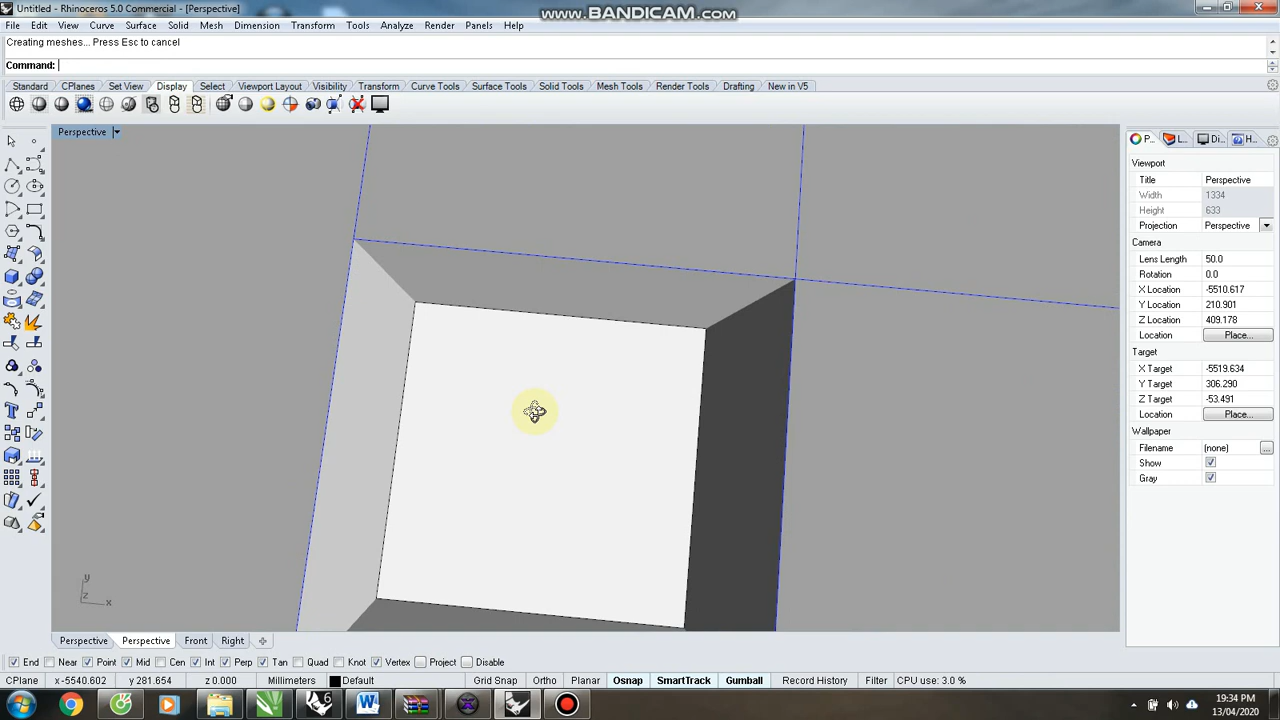 Untitled - Rhinoceros 5.0 Commercial - [Perspective]
www.BANDICAM.com
File Edit View Curve Surface Solid Mesh Dimension Transform Tools Analyze Render Panels Help
Creating meshes... Press Esc to cancel
Command:
Standard CPlanes Set View Display Select Viewport Layout Visibility Transform Curve Tools Surface Tools Solid Tools Mesh Tools Render Tools Drafting New in V5
Perspective
P... L... Di... H...
Viewport
Title Perspective
Width 1334
Height 633
Projection Perspective
Camera
Lens Length 50.0
Rotation 0.0
X Location -5510.617
Y Location 210.901
Z Location 409.178
Location Place...
Target
X Target -5519.634
Y Target 306.290
Z Target -53.491
Location Place...
Wallpaper
Filename (none) ...
Show
Gray
y
z x
Perspective Perspective Front Right
End Near Point Mid Cen Int Perp Tan Quad Knot Vertex Project Disable
CPlane x -5540.602 y 281.654 z 0.000 Millimeters Default Grid Snap Ortho Planar Osnap SmartTrack Gumball Record History Filter CPU use: 3.0 %
19:34 PM
13/04/2020